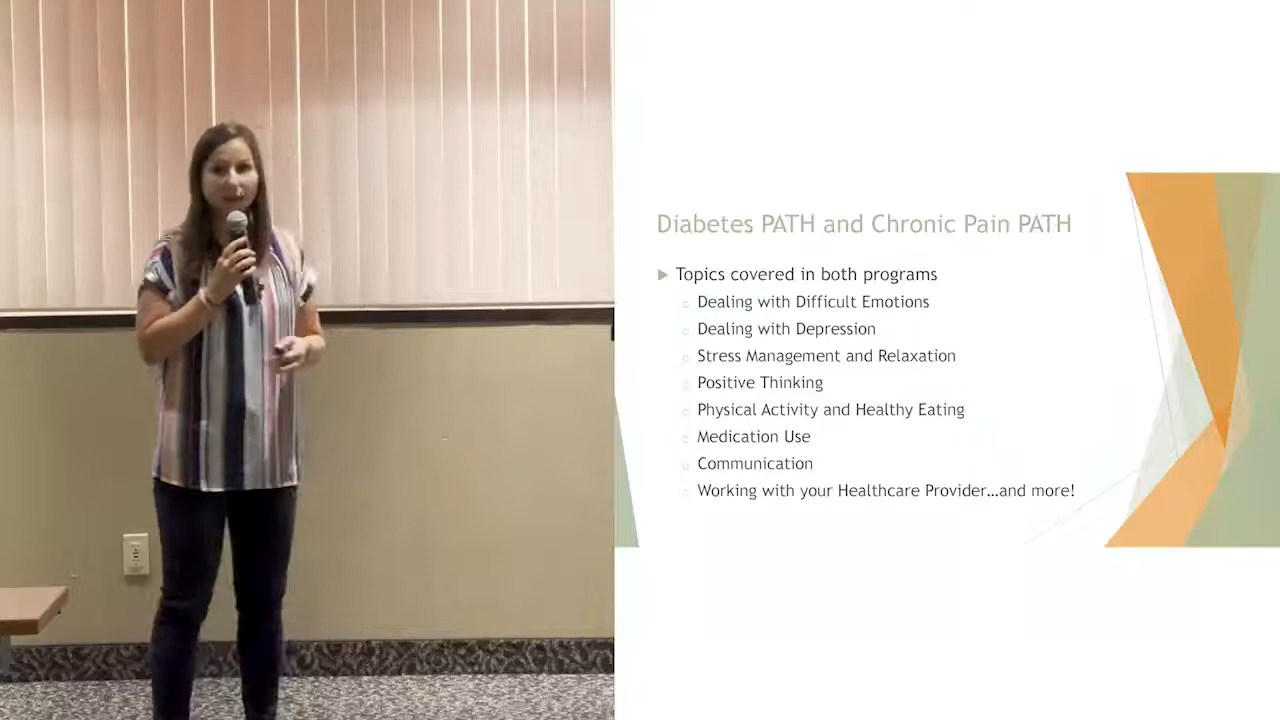 Diabetes PATH and Chronic Pain PATH
Topics covered in both programs
Dealing with Difficult Emotions
Dealing with Depression
Stress Management and Relaxation
Positive Thinking
Physical Activity and Healthy Eating
Medication Use
Communication
Working with your Healthcare Provider…and more!